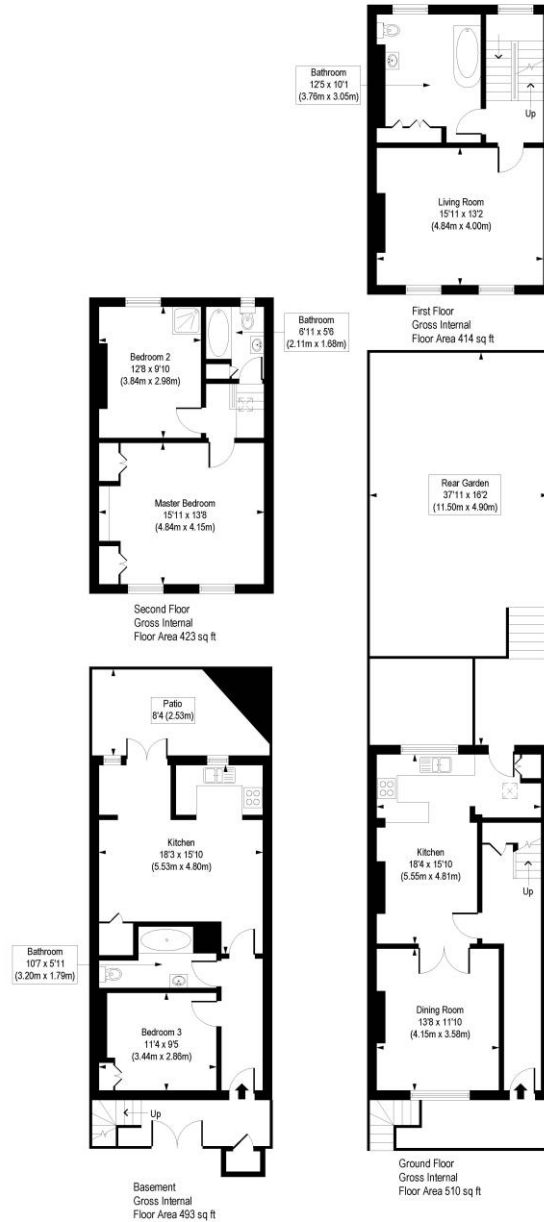 Bathroom
12'5 x 10'1
(3.76m x 3.05m)
Up
Living Room
15'11 x 13'2
(4.84m x 4.00m)
First Floor
Gross Internal
Floor Area 414 sq ft
Bathroom
6'11 x 5'6
(2.11m x 1.68m)
Bedroom 2
12'8 x 9'10
(3.84m x 2.98m)
Master Bedroom
15'11 x 13'8
(4.84m x 4.15m)
Second Floor
Gross Internal
Floor Area 423 sq ft
Rear Garden
37'11 x 16'2
(11.50m x 4.90m)
Patio
8'4 (2.53m)
Kitchen
18'3 x 15'10
(5.53m x 4.80m)
Bathroom
10'7 x 5'11
(3.20m x 1.79m)
Bedroom 3
11'4 x 9'5
(3.44m x 2.86m)
Up
Basement
Gross Internal
Floor Area 493 sq ft
Kitchen
18'4 x 15'10
(5.55m x 4.81m)
Up
Dining Room
13'8 x 11'10
(4.15m x 3.58m)
Ground Floor
Gross Internal
Floor Area 510 sq ft